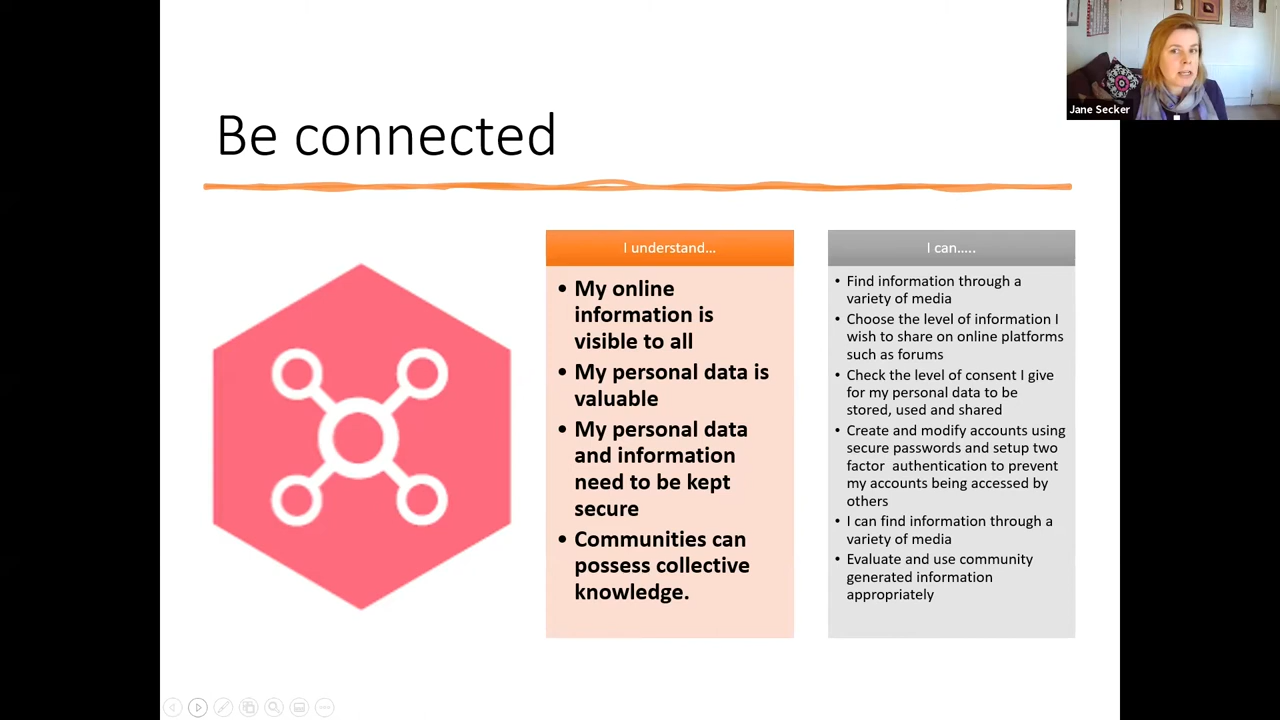 Jane Secker
Be connected
I understand...
• My online
information is
visible to all
• My personal data is
valuable
• My personal data
and information
need to be kept
secure
• Communities can
possess collective
knowledge.
I can.....
• Find information through a
variety of media
• Choose the level of information I
wish to share on online platforms
such as forums
• Check the level of consent I give
for my personal data to be
stored, used and shared
• Create and modify accounts using
secure passwords and setup two
factor  authentication to prevent
my accounts being accessed by
others
• I can find information through a
variety of media
• Evaluate and use community
generated information
appropriately